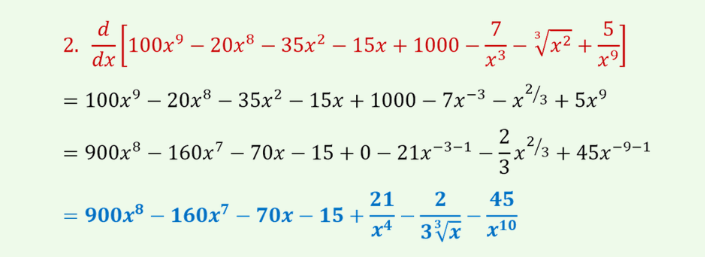 2. d/dx [100x⁹ − 20x⁸ − 35x² − 15x + 1000 − 7/x³ − ∛x² + 5/x⁹]
= 100x⁹ − 20x⁸ − 35x² − 15x + 1000 − 7x⁻³ − x^2/3 + 5x⁹
= 900x⁸ − 160x⁷ − 70x − 15 + 0 − 21x⁻³⁻¹ − 2/3 x^2/3 + 45x⁻⁹⁻¹
= 900x⁸ − 160x⁷ − 70x − 15 + 21/x⁴ − 2/3∛x − 45/x¹⁰